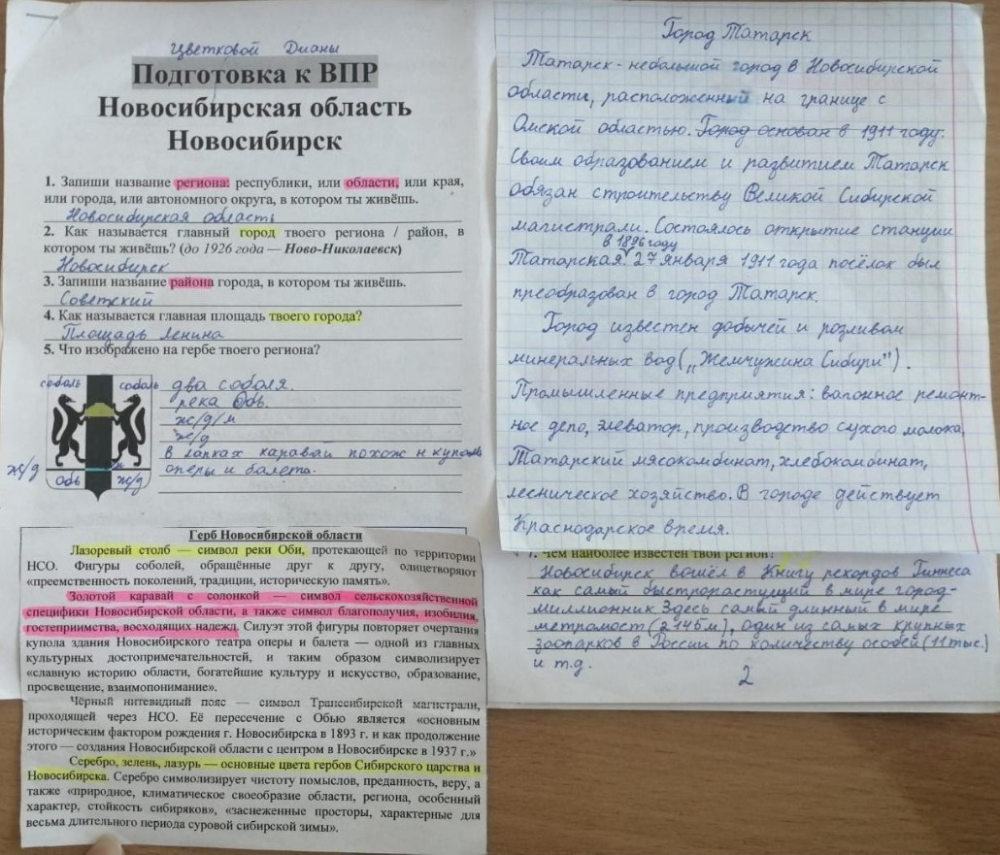 Цветковой Дианы
Подготовка к ВПР
Новосибирская область
Новосибирск
1. Запиши название региона: республики, или области, или края,
или города, или автономного округа, в котором ты живёшь.
Новосибирская область
2. Как называется главный город твоего региона / район, в
котором ты живёшь? (до 1926 года — Ново-Николаевск)
Новосибирск
3. Запиши название района города, в котором ты живёшь.
Советский
4. Как называется главная площадь твоего города?
Площадь Ленина
5. Что изображено на гербе твоего региона?
соболь соболь
два соболя.
река Обь.
ж/д/м
ж/д
в лапках каравай похож н купол
оперы и балета.
ж/д
Обь ж/д
Герб Новосибирской области
Лазоревый столб — символ реки Оби, протекающей по территории
НСО. Фигуры соболей, обращённые друг к другу, олицетворяют
«преемственность поколений, традиции, историческую память».
Золотой каравай с солонкой — символ сельскохозяйственной
специфики Новосибирской области, а также символ благополучия, изобилия,
гостеприимства, восходящих надежд. Силуэт этой фигуры повторяет очертания
купола здания Новосибирского театра оперы и балета — одной из главных
культурных достопримечательностей, и таким образом символизирует
«славную историю области, богатейшие культуру и искусство, образование,
просвещение, взаимопонимание».
Чёрный нитевидный пояс — символ Транссибирской магистрали,
проходящей через НСО. Её пересечение с Обью является «основным
историческим фактором рождения г. Новосибирска в 1893 г. и как продолжение
этого — создания Новосибирской области с центром в Новосибирске в 1937 г.»
Серебро, зелень, лазурь — основные цвета гербов Сибирского царства и
Новосибирска. Серебро символизирует чистоту помыслов, преданность, веру, а
также «природное, климатическое своеобразие области, региона, особенный
характер, стойкость сибиряков», «заснеженные просторы, характерные для
весьма длительного периода суровой сибирской зимы».
Город Татарск
Татарск - небольшой город в Новосибирской
области, расположенный на границе с
Омской областью. Город основан в 1911 году.
Своим образованием и развитием Татарск
обязан строительству Великой Сибирской
магистрали. Состоялось открытие станции
в 1896 году
Татарская. 27 января 1911 года посёлок был
преобразован в город Татарск.
Город известен добычей и розливом
минеральных вод („Жемчужина Сибири").
Промышленные предприятия: вагонное ремонт-
ное депо, элеватор, производство сухого молока,
Татарский мясокомбинат, хлебокомбинат,
лесническое хозяйство. В городе действует
Краснодарское время.
7. Чем наиболее известен твой регион?
Новосибирск вошёл в Книгу рекордов Гиннеса
как самый быстрорастущий в мире город-
миллионник. Здесь самый длинный в мире
метромост (2145 м), один из самых крупных
зоопарков в России по количеству особей (11 тыс.)
и т.д.
2